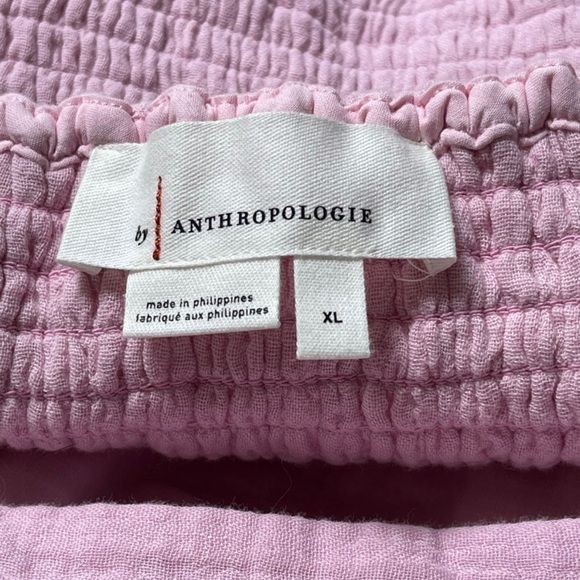 by | ANTHROPOLOGIE
made in philippines
fabriqué aux philippines
XL